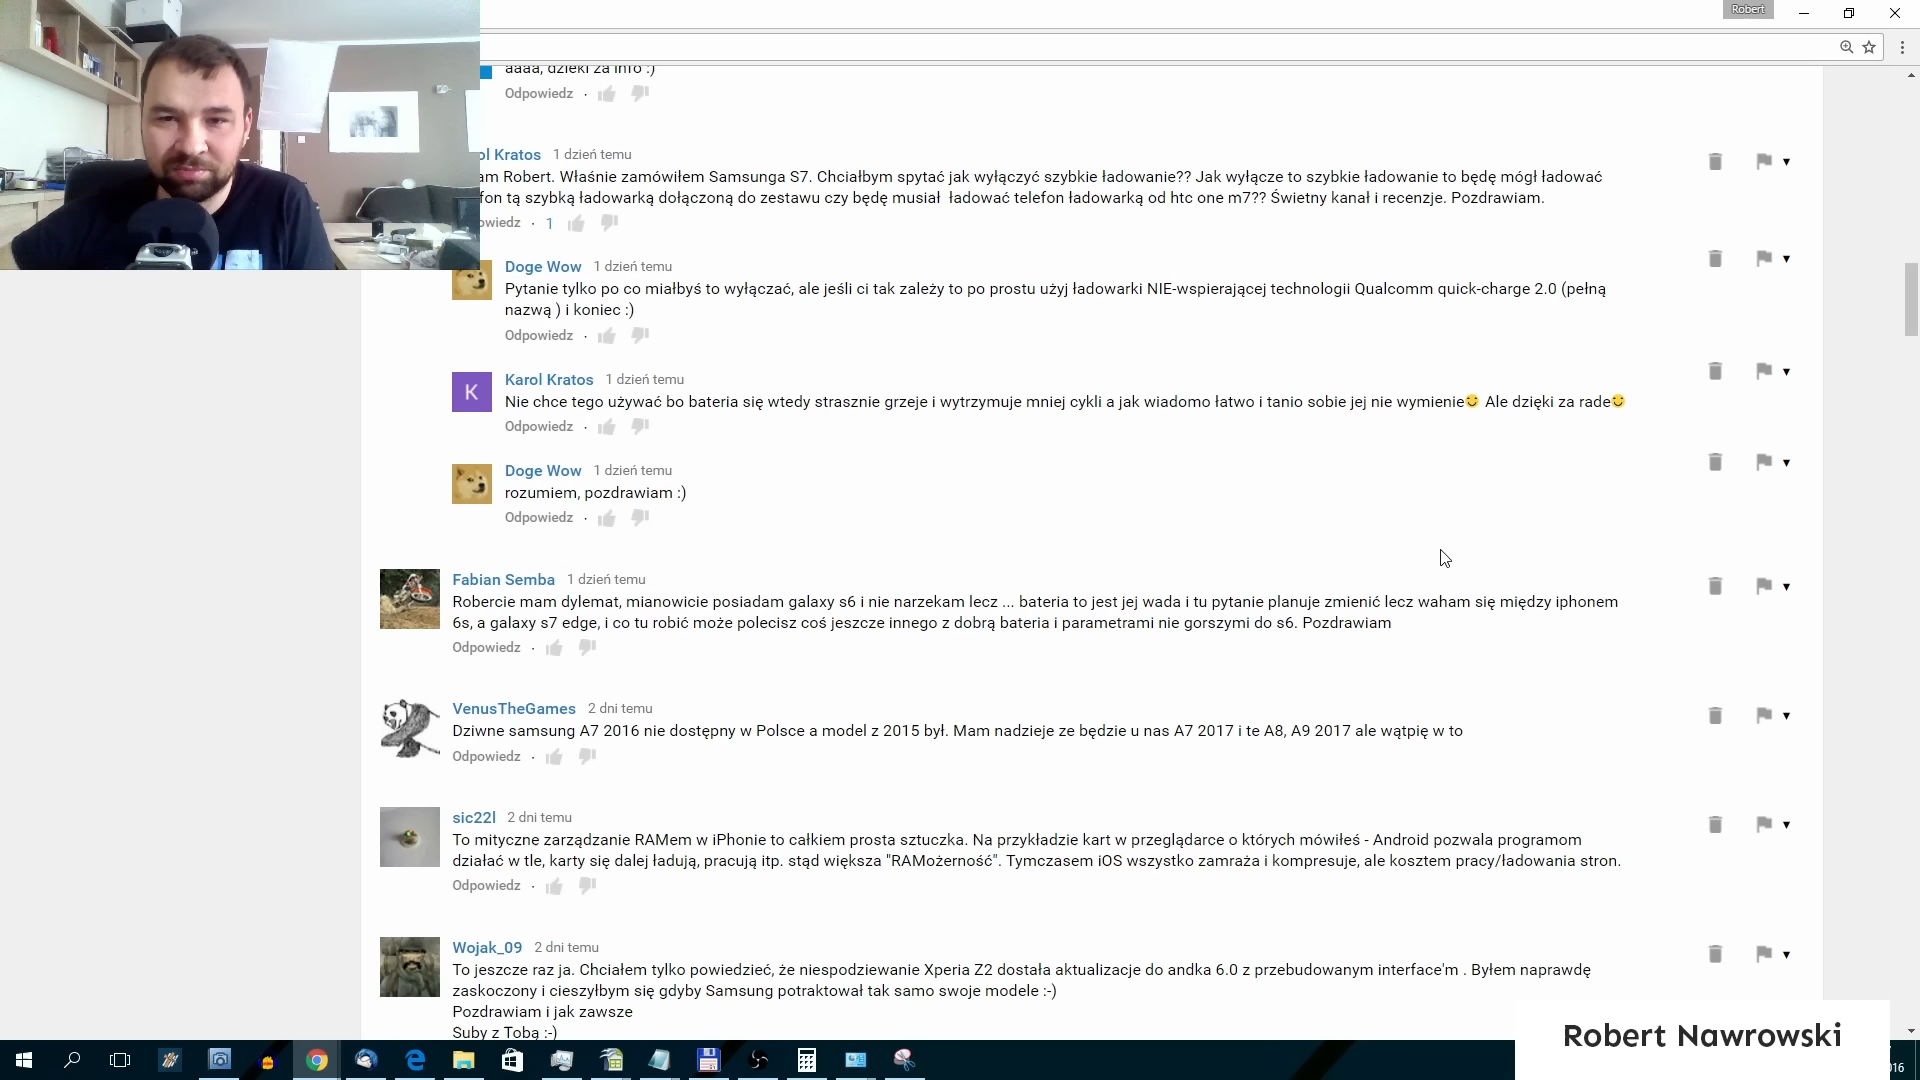 Robert
aaaa, dzieki za info :)
Odpowiedz ·
ol Kratos 1 dzień temu
am Robert. Właśnie zamówiłem Samsunga S7. Chciałbym spytać jak wyłączyć szybkie ładowanie?? Jak wyłącze to szybkie ładowanie to będę mógł ładować
fon tą szybką ładowarką dołączoną do zestawu czy będę musiał ładować telefon ładowarką od htc one m7?? Świetny kanał i recenzje. Pozdrawiam.
owiedz · 1
Doge Wow 1 dzień temu
Pytanie tylko po co miałbyś to wyłączać, ale jeśli ci tak zależy to po prostu użyj ładowarki NIE-wspierającej technologii Qualcomm quick-charge 2.0 (pełną
nazwą ) i koniec :)
Odpowiedz ·
K
Karol Kratos 1 dzień temu
Nie chce tego używać bo bateria się wtedy strasznie grzeje i wytrzymuje mniej cykli a jak wiadomo łatwo i tanio sobie jej nie wymienie Ale dzięki za rade
Odpowiedz ·
Doge Wow 1 dzień temu
rozumiem, pozdrawiam :)
Odpowiedz ·
Fabian Semba 1 dzień temu
Robercie mam dylemat, mianowicie posiadam galaxy s6 i nie narzekam lecz ... bateria to jest jej wada i tu pytanie planuje zmienić lecz waham się między iphonem
6s, a galaxy s7 edge, i co tu robić może polecisz coś jeszcze innego z dobrą bateria i parametrami nie gorszymi do s6. Pozdrawiam
Odpowiedz ·
VenusTheGames 2 dni temu
Dziwne samsung A7 2016 nie dostępny w Polsce a model z 2015 był. Mam nadzieje ze będzie u nas A7 2017 i te A8, A9 2017 ale wątpię w to
Odpowiedz ·
sic22l 2 dni temu
To mityczne zarządzanie RAMem w iPhonie to całkiem prosta sztuczka. Na przykładzie kart w przeglądarce o których mówiłeś - Android pozwala programom
działać w tle, karty się dalej ładują, pracują itp. stąd większa "RAMożerność". Tymczasem iOS wszystko zamraża i kompresuje, ale kosztem pracy/ładowania stron.
Odpowiedz ·
Wojak_09 2 dni temu
To jeszcze raz ja. Chciałem tylko powiedzieć, że niespodziewanie Xperia Z2 dostała aktualizacje do andka 6.0 z przebudowanym interface'm . Byłem naprawdę
zaskoczony i cieszyłbym się gdyby Samsung potraktował tak samo swoje modele :-)
Pozdrawiam i jak zawsze
Suby z Tobą :-)
Robert Nawrowski
016